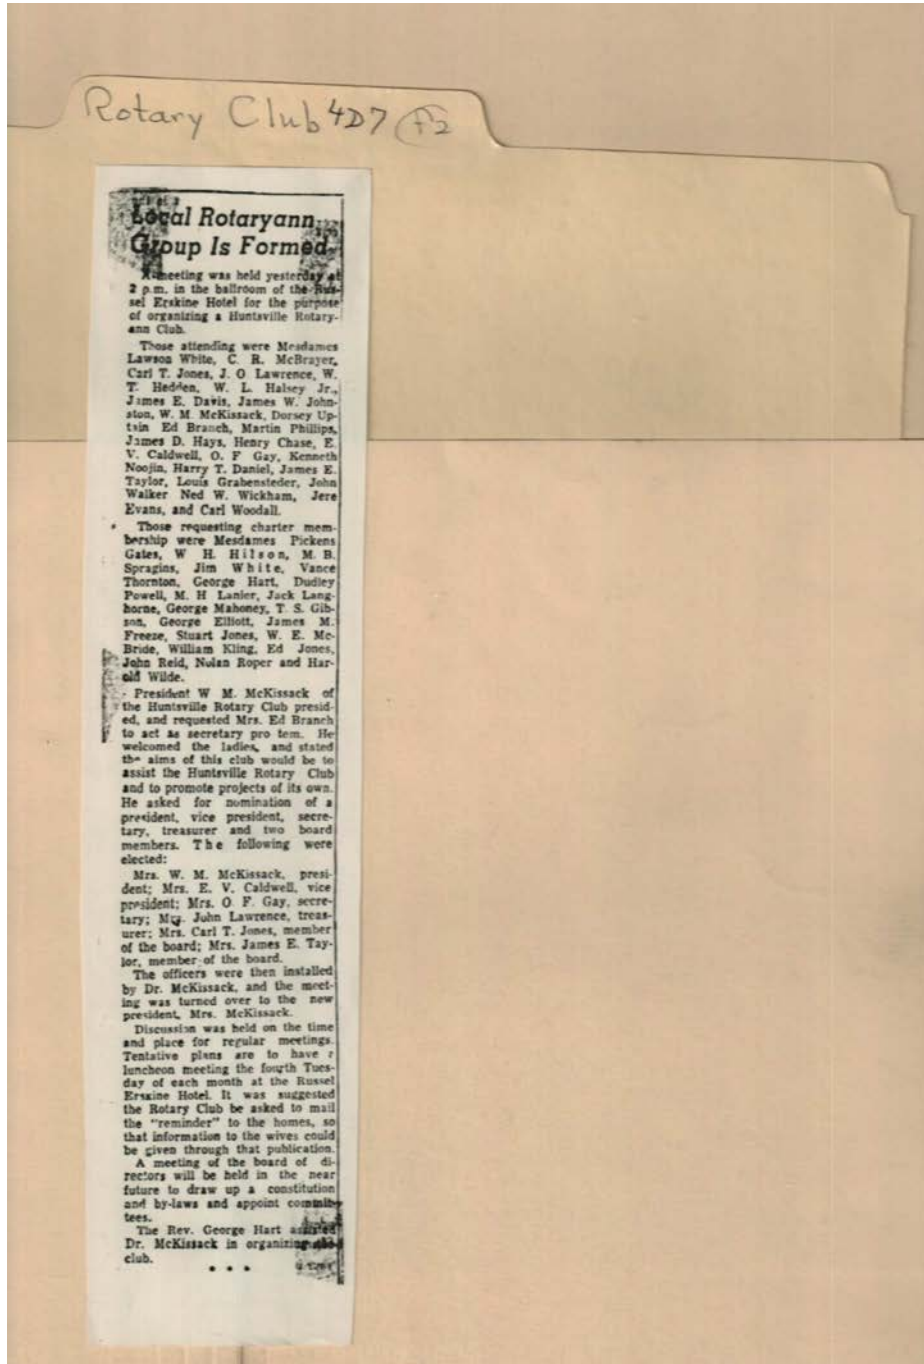 Rotary Club 4D7 F2
Local Rotaryann
Group Is Formed
A meeting was held yesterday at
2 p.m. in the ballroom of the Rus-
sel Erskine Hotel for the purpose
of organizing a Huntsville Rotary-
ann Club.
Those attending were Mesdames
Lawson White, C. R. McBrayer,
Carl T. Jones, J. O Lawrence, W.
T. Hedden, W. L. Halsey Jr.,
James E. Davis, James W. John-
ston, W. M. McKissack, Dorsey Up-
tain Ed Branch, Martin Phillips,
James D. Hays, Henry Chase, E.
V. Caldwell, O. F Gay, Kenneth
Noojin, Harry T. Daniel, James E.
Taylor, Louis Grabensteder, John
Walker Ned W. Wickham, Jere
Evans, and Carl Woodall.
Those requesting charter mem-
bership were Mesdames Pickens
Gates, W H. Hilson, M. B.
Spragins, Jim White, Vance
Thornton, George Hart, Dudley
Powell, M. H Lanier, Jack Lang-
horne, George Mahoney, T. S. Gib-
son, George Elliott, James M.
Freeze, Stuart Jones, W. E. Mc-
Bride, William Kling, Ed Jones,
John Reid, Nolan Roper and Har-
old Wilde.
President W M. McKissack of
the Huntsville Rotary Club presid-
ed, and requested Mrs. Ed Branch
to act as secretary pro tem. He
welcomed the ladies, and stated
the aims of this club would be to
assist the Huntsville Rotary Club
and to promote projects of its own.
He asked for nomination of a
president, vice president, secre-
tary, treasurer and two board
members. The following were
elected:
Mrs. W. M. McKissack, presi-
dent; Mrs. E. V. Caldwell, vice
president; Mrs. O. F. Gay, secre-
tary; Mrs. John Lawrence, treas-
urer; Mrs. Carl T. Jones, member
of the board; Mrs. James E. Tay-
lor, member of the board.
The officers were then installed
by Dr. McKissack, and the meet-
ing was turned over to the new
president, Mrs. McKissack.
Discussion was held on the time
and place for regular meetings.
Tentative plans are to have a
luncheon meeting the fourth Tues-
day of each month at the Russel
Erskine Hotel. It was suggested
the Rotary Club be asked to mail
the "reminder" to the homes, so
that information to the wives could
be given through that publication.
A meeting of the board of di-
rectors will be held in the near
future to draw up a constitution
and by-laws and appoint commit-
tees.
The Rev. George Hart assisted
Dr. McKissack in organizing the
club.
• • •